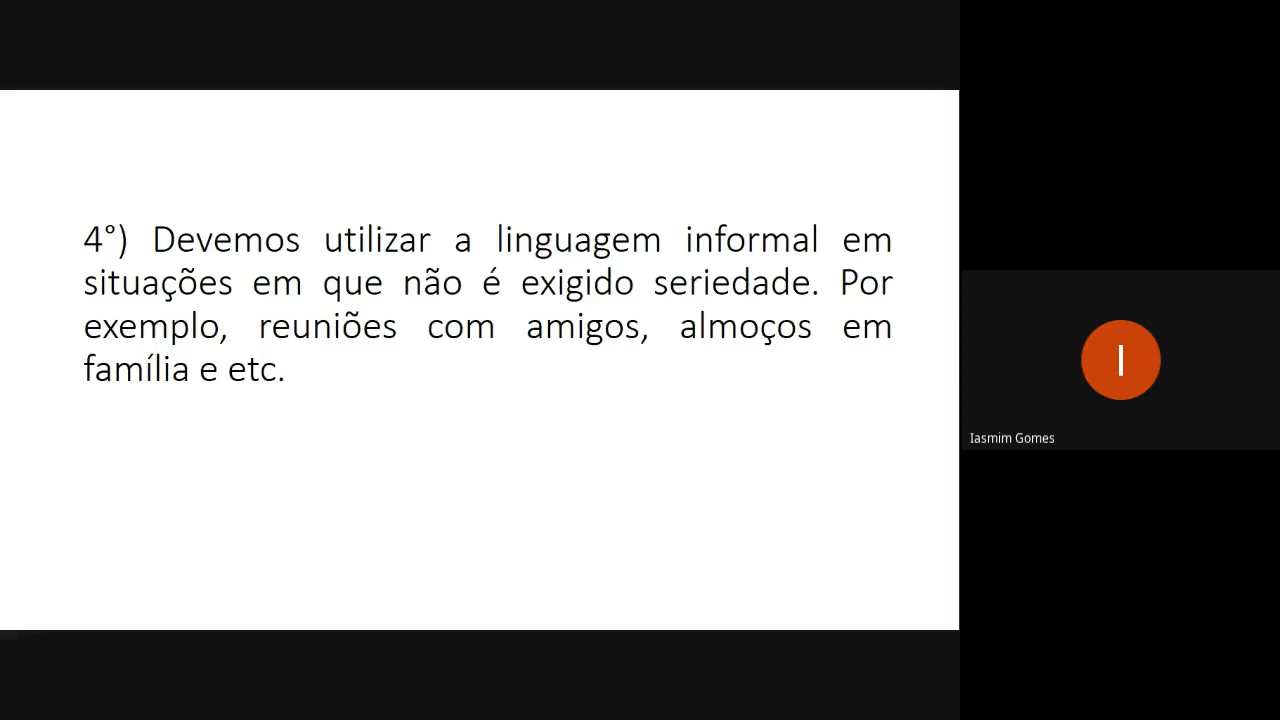 4°) Devemos utilizar a linguagem informal em
situações em que não é exigido seriedade. Por
exemplo, reuniões com amigos, almoços em
família e etc.
I
Iasmim Gomes